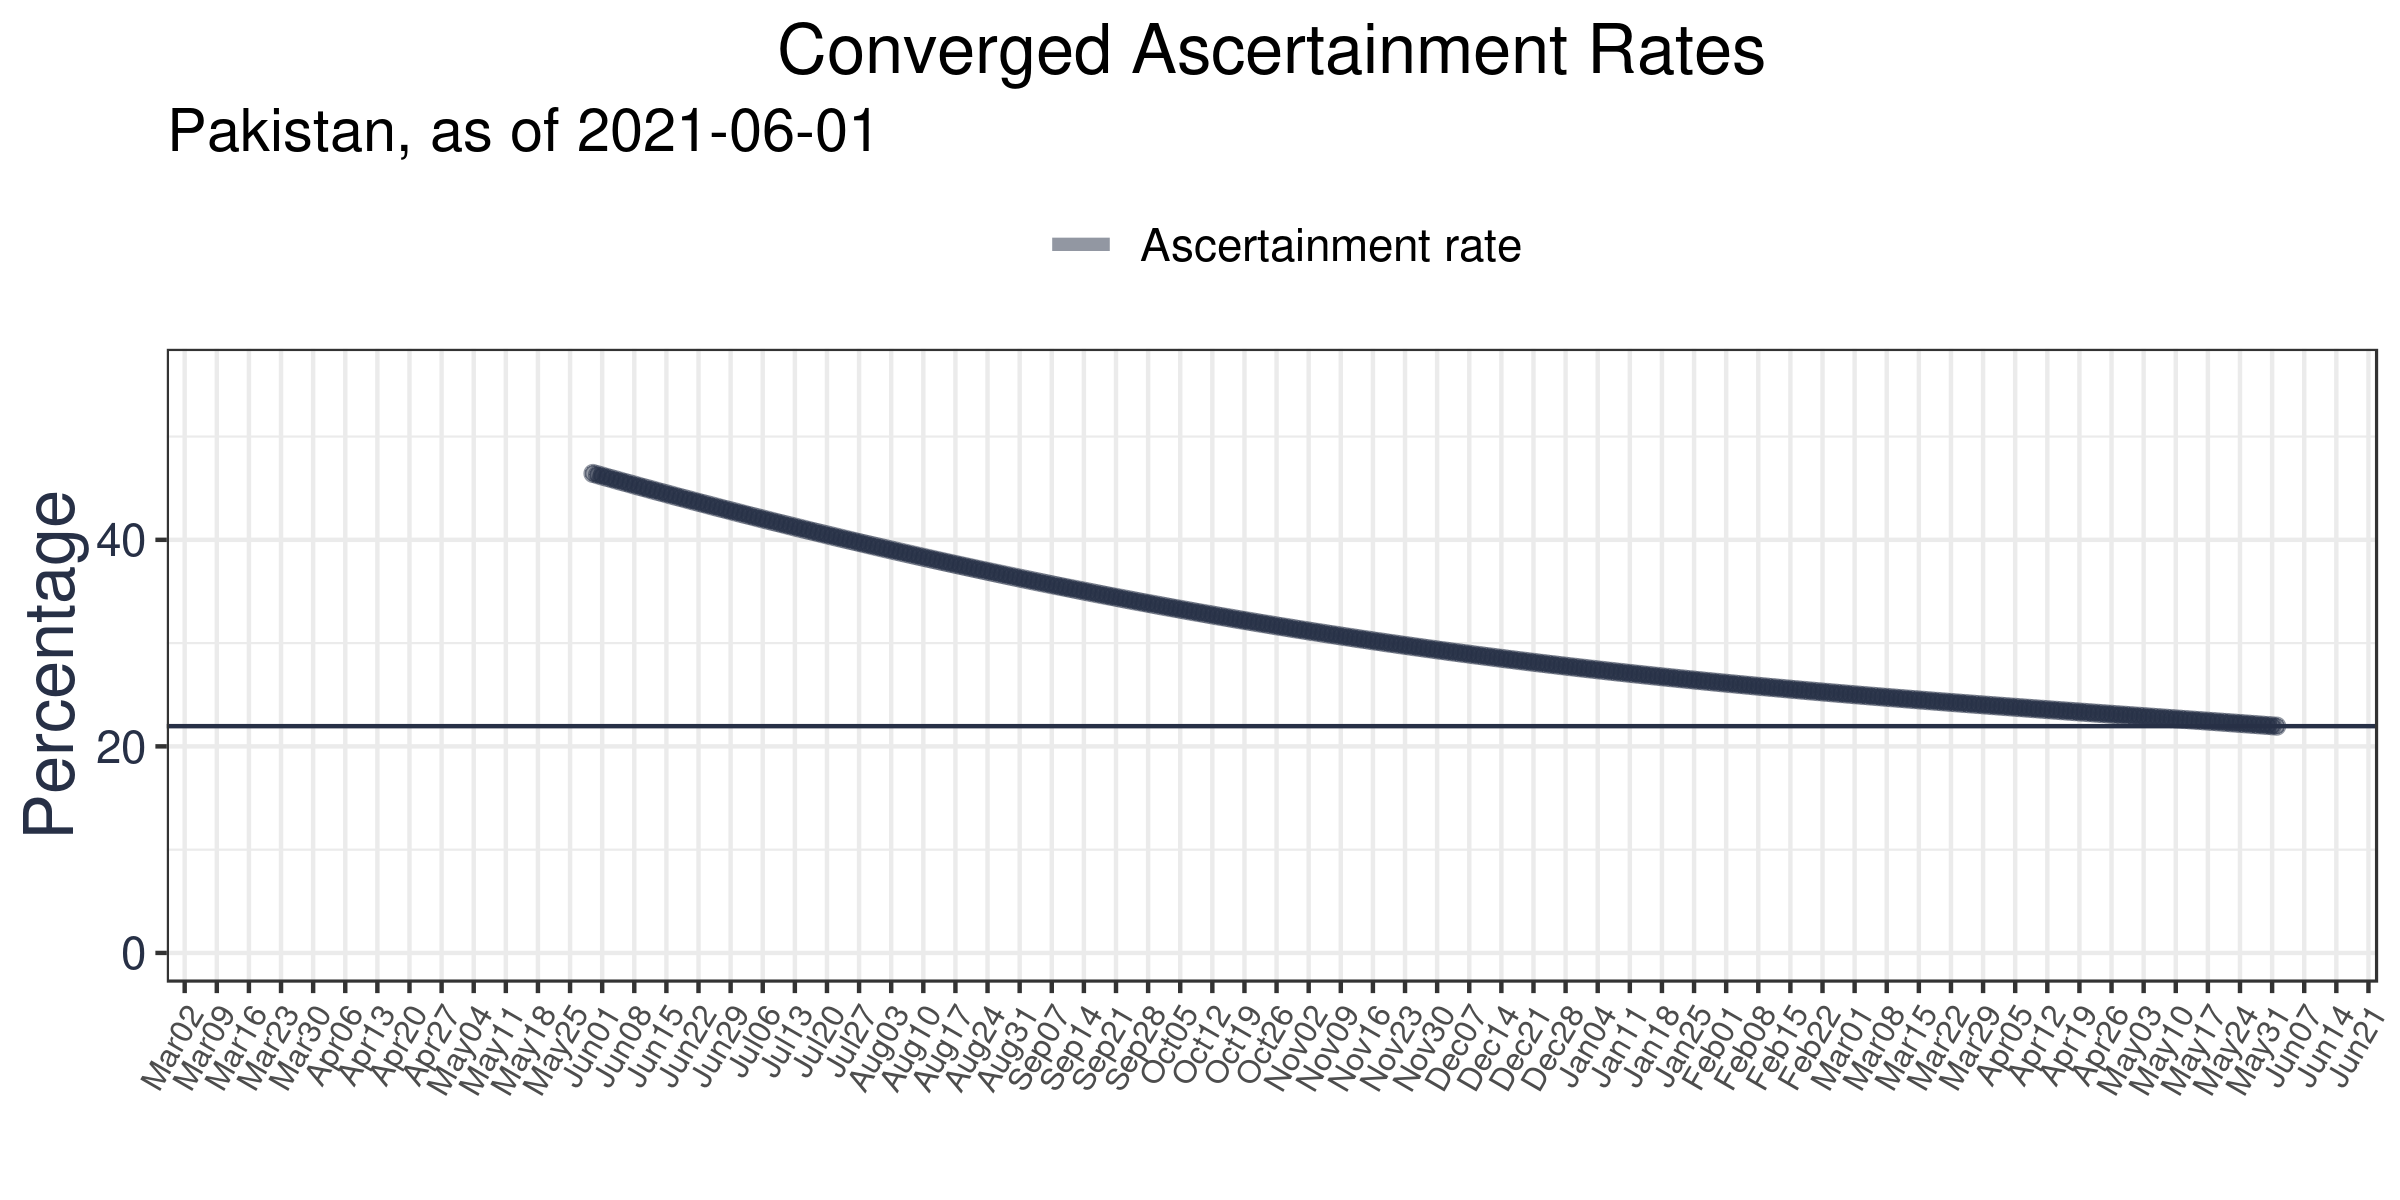 Converged Ascertainment Rates
Pakistan, as of 2021-06-01
Ascertainment rate
Percentage
40
20
0
Mar02 Mar09 Mar16 Mar23 Mar30 Apr06 Apr13 Apr20 Apr27 May04 May11 May18 May25 Jun01 Jun08 Jun15 Jun22 Jun29 Jul06 Jul13 Jul20 Jul27 Aug03 Aug10 Aug17 Aug24 Aug31 Sep07 Sep14 Sep21 Sep28 Oct05 Oct12 Oct19 Oct26 Nov02 Nov09 Nov16 Nov23 Nov30 Dec07 Dec14 Dec21 Dec28 Jan04 Jan11 Jan18 Jan25 Feb01 Feb08 Feb15 Feb22 Mar01 Mar08 Mar15 Mar22 Mar29 Apr05 Apr12 Apr19 Apr26 May03 May10 May17 May24 May31 Jun07 Jun14 Jun21